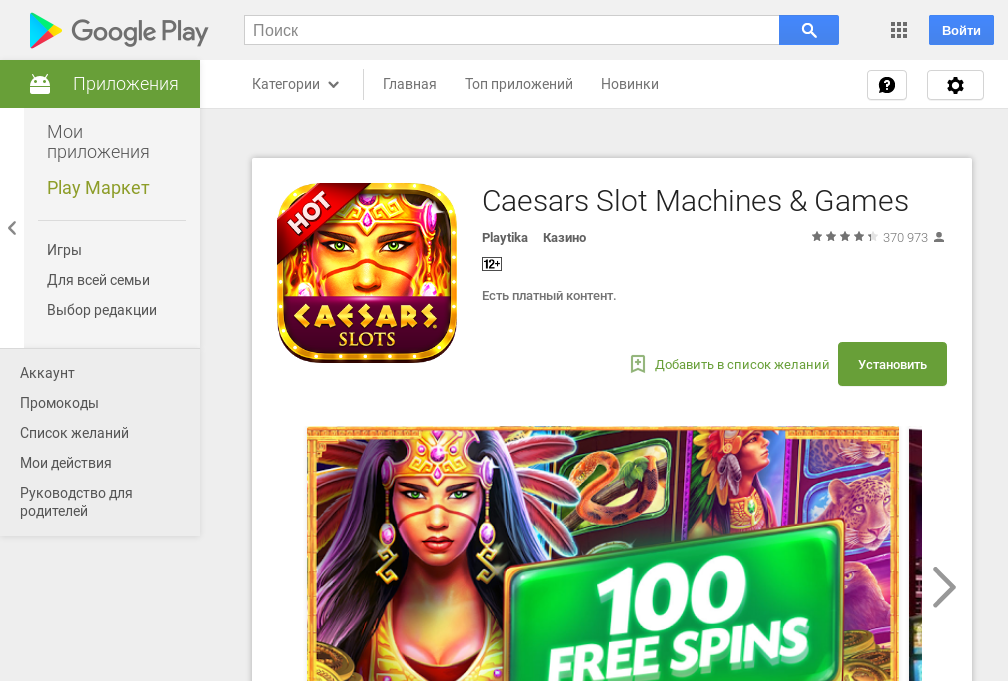 Google Play
Поиск
Войти
Приложения
Категории
Главная
Топ приложений
Новинки
Мои
приложения
Play Маркет
Игры
Для всей семьи
Выбор редакции
Аккаунт
Промокоды
Список желаний
Мои действия
Руководство для
родителей
HOT
CAESARS
SLOTS
Caesars Slot Machines & Games
Playtika Казино
370 973
12+
Есть платный контент.
Добавить в список желаний
Установить
100
FREE SPINS